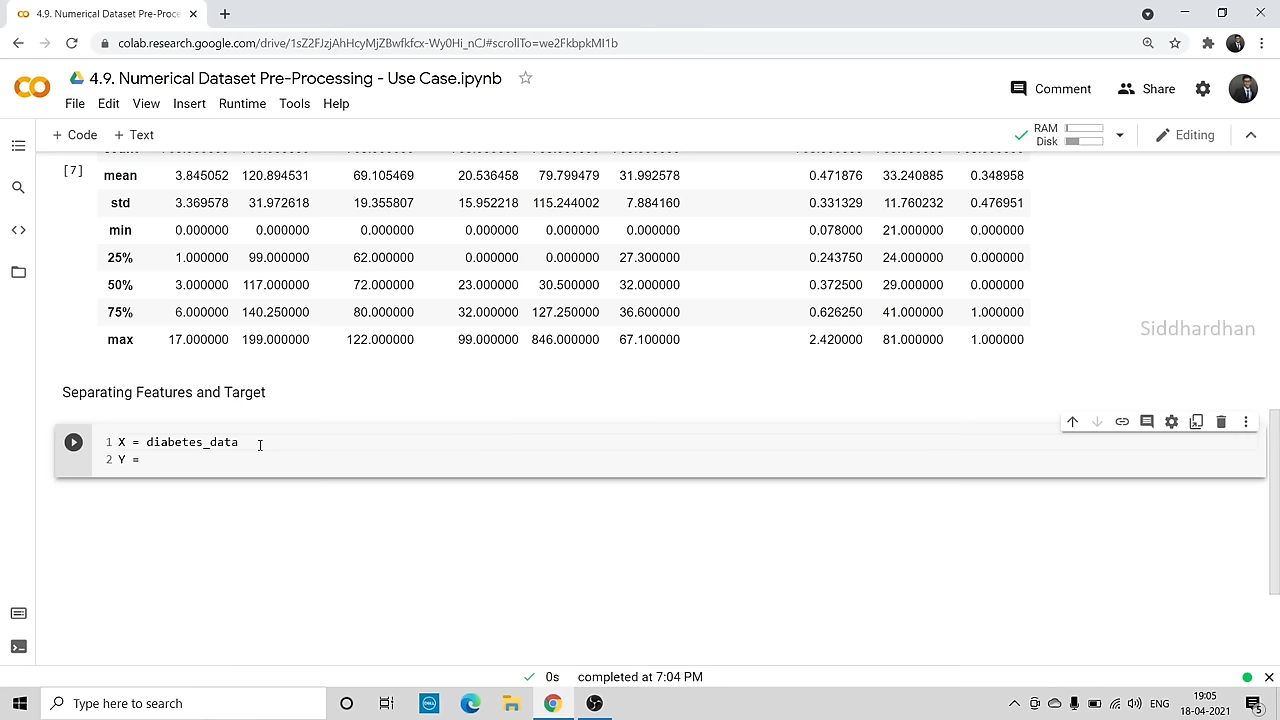 4.9. Numerical Dataset Pre-Proce
colab.research.google.com/drive/1sZ2FJzjAhHcyMjZBwfkfcx-Wy0Hi_nCJ#scrollTo=we2FkbpkMI1b
4.9. Numerical Dataset Pre-Processing - Use Case.ipynb
Comment Share
File Edit View Insert Runtime Tools Help
+ Code + Text
RAM
Disk
Editing
[7] mean 3.845052 120.894531 69.105469 20.536458 79.799479 31.992578 0.471876 33.240885 0.348958
std 3.369578 31.972618 19.355807 15.952218 115.244002 7.884160 0.331329 11.760232 0.476951
min 0.000000 0.000000 0.000000 0.000000 0.000000 0.000000 0.078000 21.000000 0.000000
25% 1.000000 99.000000 62.000000 0.000000 0.000000 27.300000 0.243750 24.000000 0.000000
50% 3.000000 117.000000 72.000000 23.000000 30.500000 32.000000 0.372500 29.000000 0.000000
75% 6.000000 140.250000 80.000000 32.000000 127.250000 36.600000 0.626250 41.000000 1.000000
max 17.000000 199.000000 122.000000 99.000000 846.000000 67.100000 2.420000 81.000000 1.000000
Siddhardhan
Separating Features and Target
1 X = diabetes_data
2 Y =
0s completed at 7:04 PM
Type here to search
DELL
ENG
19:05
18-04-2021
5